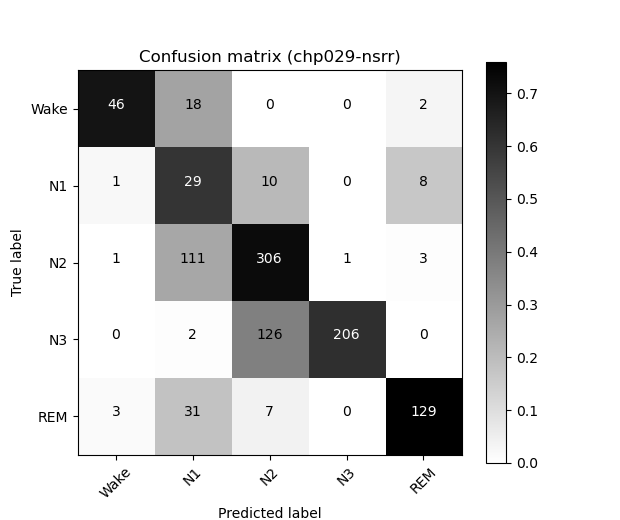 Confusion matrix (chp029-nsrr)
True label
Wake 46 18 0 0 2
N1 1 29 10 0 8
N2 1 111 306 1 3
N3 0 2 126 206 0
REM 3 31 7 0 129
Wake N1 N2 N3 REM
Predicted label
0.7
0.6
0.5
0.4
0.3
0.2
0.1
0.0